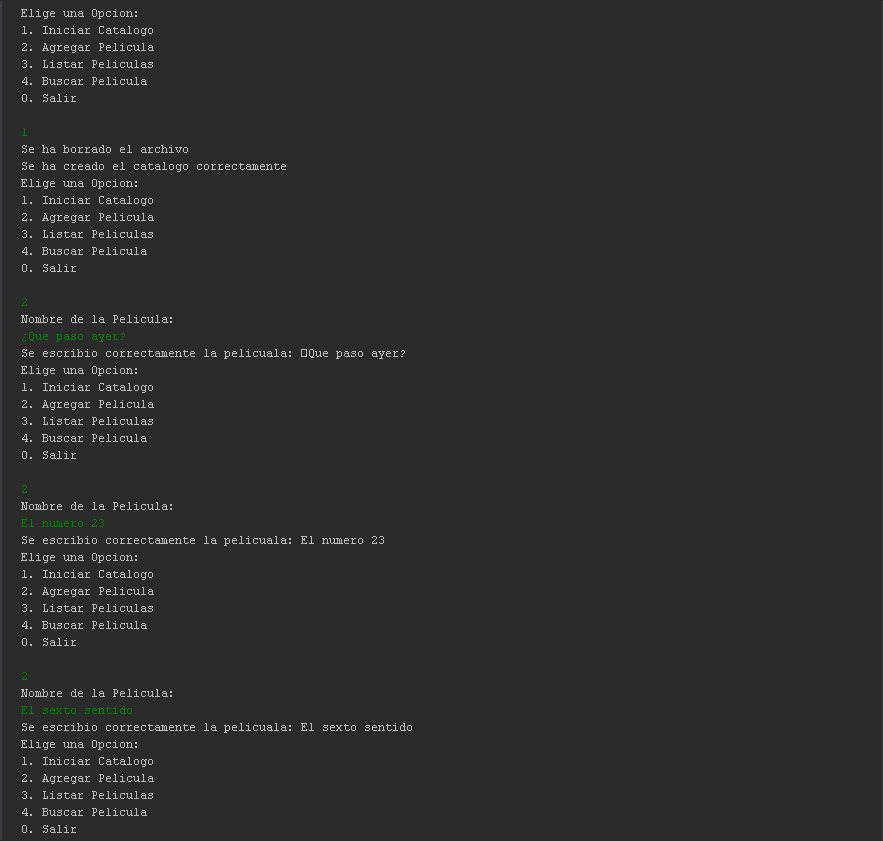 Elige una Opcion:
1. Iniciar Catalogo
2. Agregar Pelicula
3. Listar Peliculas
4. Buscar Pelicula
0. Salir
1
Se ha borrado el archivo
Se ha creado el catalogo correctamente
Elige una Opcion:
1. Iniciar Catalogo
2. Agregar Pelicula
3. Listar Peliculas
4. Buscar Pelicula
0. Salir
2
Nombre de la Pelicula:
¿Que paso ayer?
Se escribio correctamente la pelicuala: □Que paso ayer?
Elige una Opcion:
1. Iniciar Catalogo
2. Agregar Pelicula
3. Listar Peliculas
4. Buscar Pelicula
0. Salir
2
Nombre de la Pelicula:
El numero 23
Se escribio correctamente la pelicuala: El numero 23
Elige una Opcion:
1. Iniciar Catalogo
2. Agregar Pelicula
3. Listar Peliculas
4. Buscar Pelicula
0. Salir
2
Nombre de la Pelicula:
El sexto sentido
Se escribio correctamente la pelicuala: El sexto sentido
Elige una Opcion:
1. Iniciar Catalogo
2. Agregar Pelicula
3. Listar Peliculas
4. Buscar Pelicula
0. Salir